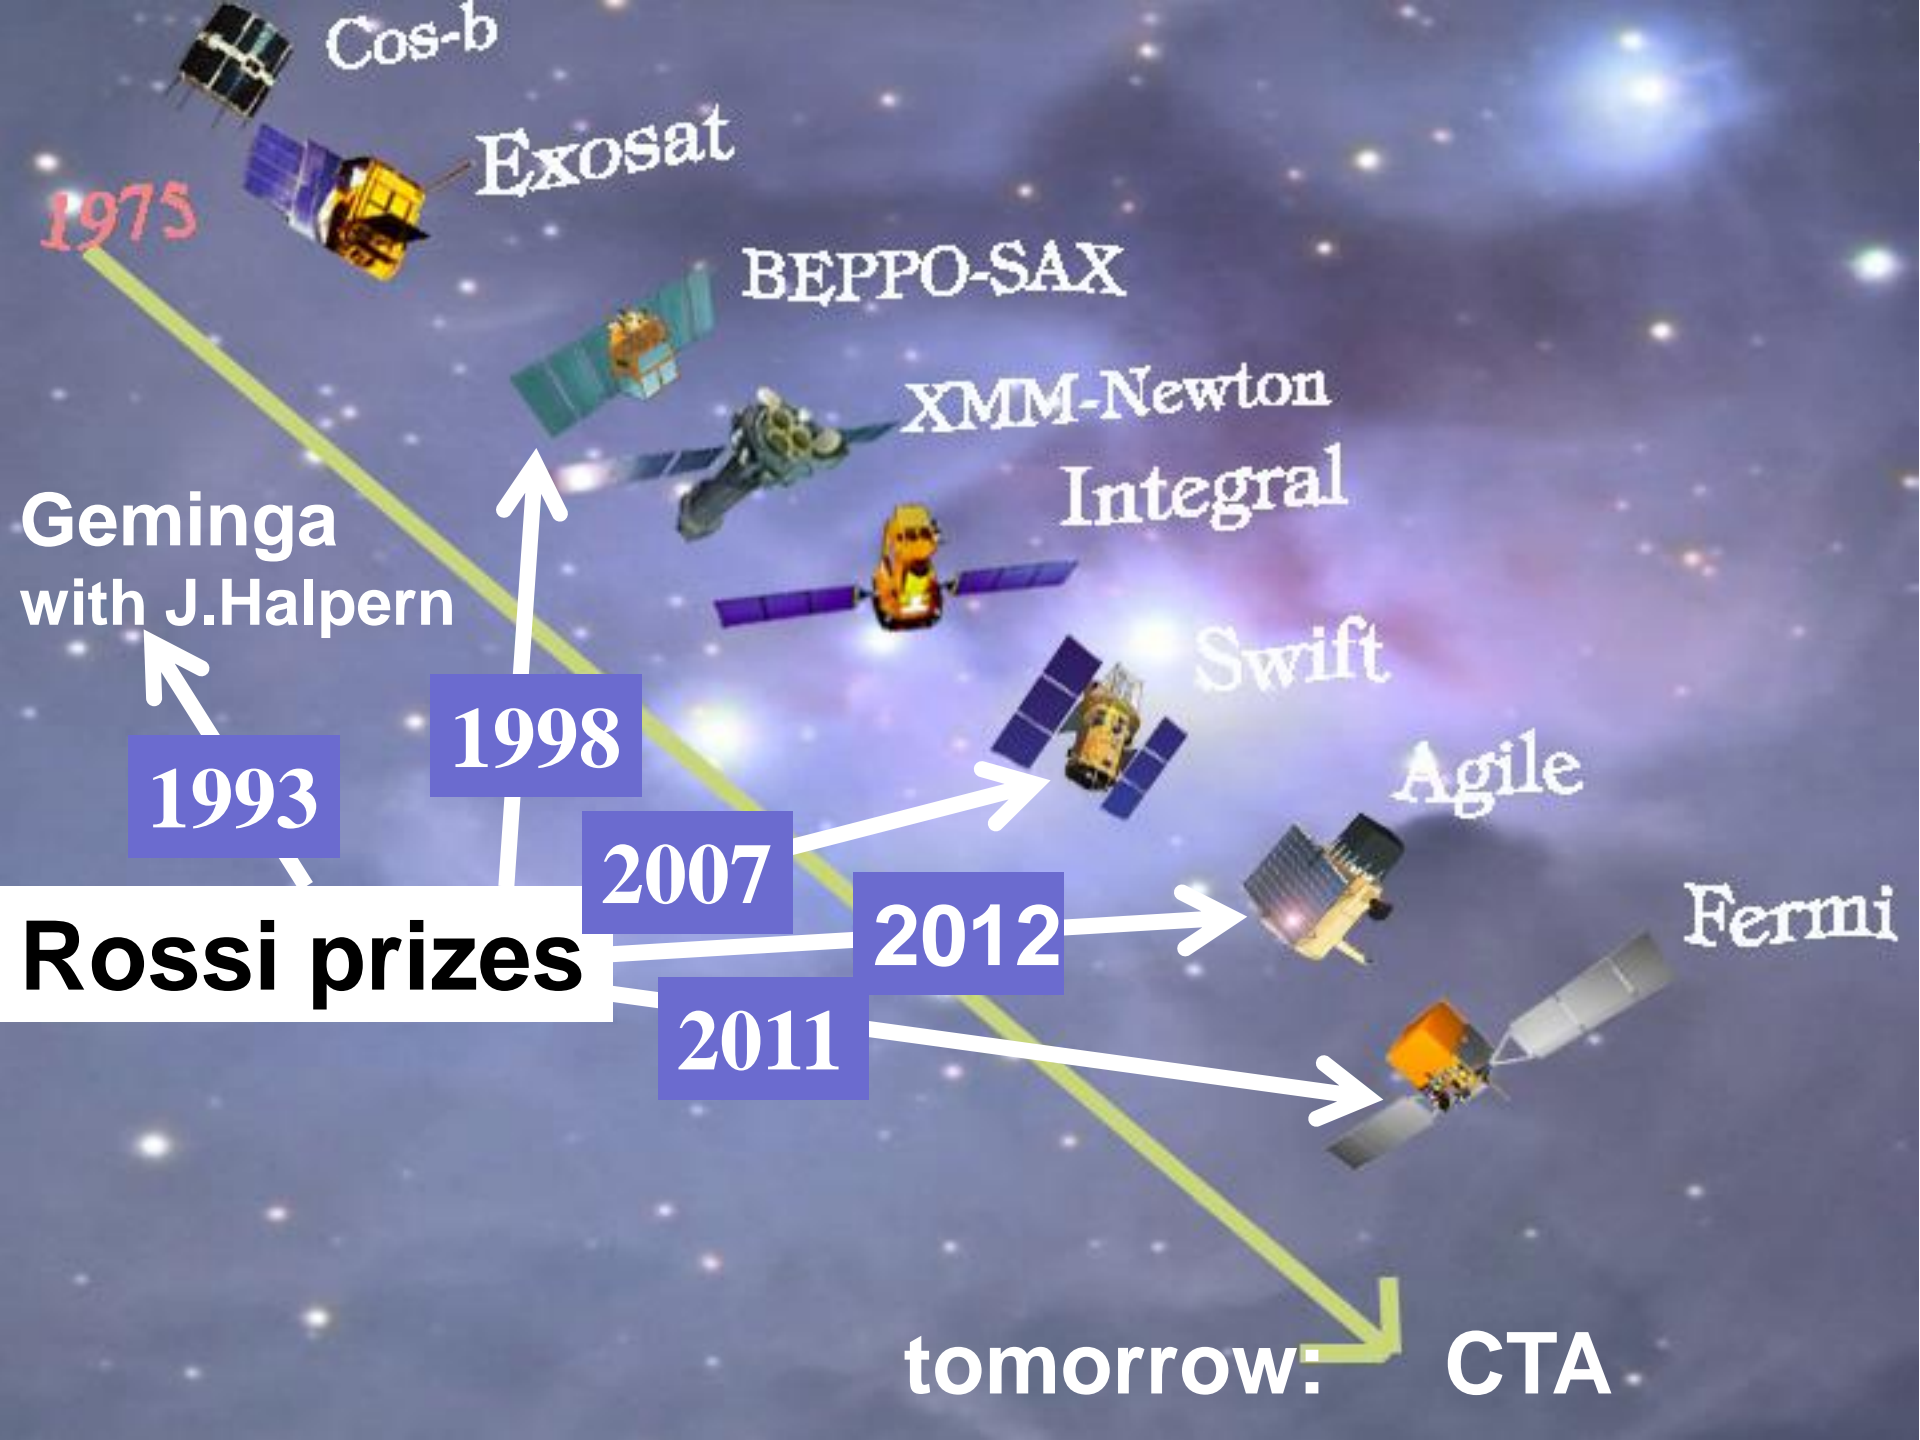 Cos-b
Exosat
1975
BEPPO-SAX
XMM-Newton
Integral
Geminga
with J.Halpern
Swift
1998
1993
Agile
2007
Fermi
2012
Rossi prizes
2011
tomorrow: CTA